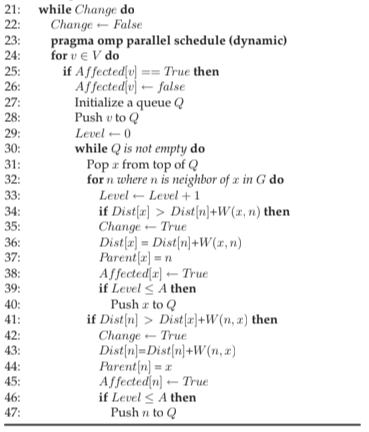 21: while Change do
22: Change ← False
23: pragma omp parallel schedule (dynamic)
24: for v ∈ V do
25: if Affected[v] == True then
26: Affected[v] ← false
27: Initialize a queue Q
28: Push v to Q
29: Level ← 0
30: while Q is not empty do
31: Pop x from top of Q
32: for n where n is neighbor of x in G do
33: Level ← Level + 1
34: if Dist[x] > Dist[n]+W(x, n) then
35: Change ← True
36: Dist[x] = Dist[n]+W(x, n)
37: Parent[x] = n
38: Affected[x] ← True
39: if Level ≤ A then
40: Push x to Q
41: if Dist[n] > Dist[x]+W(n, x) then
42: Change ← True
43: Dist[n]=Dist[n]+W(n, x)
44: Parent[n] = x
45: Affected[n] ← True
46: if Level ≤ A then
47: Push n to Q